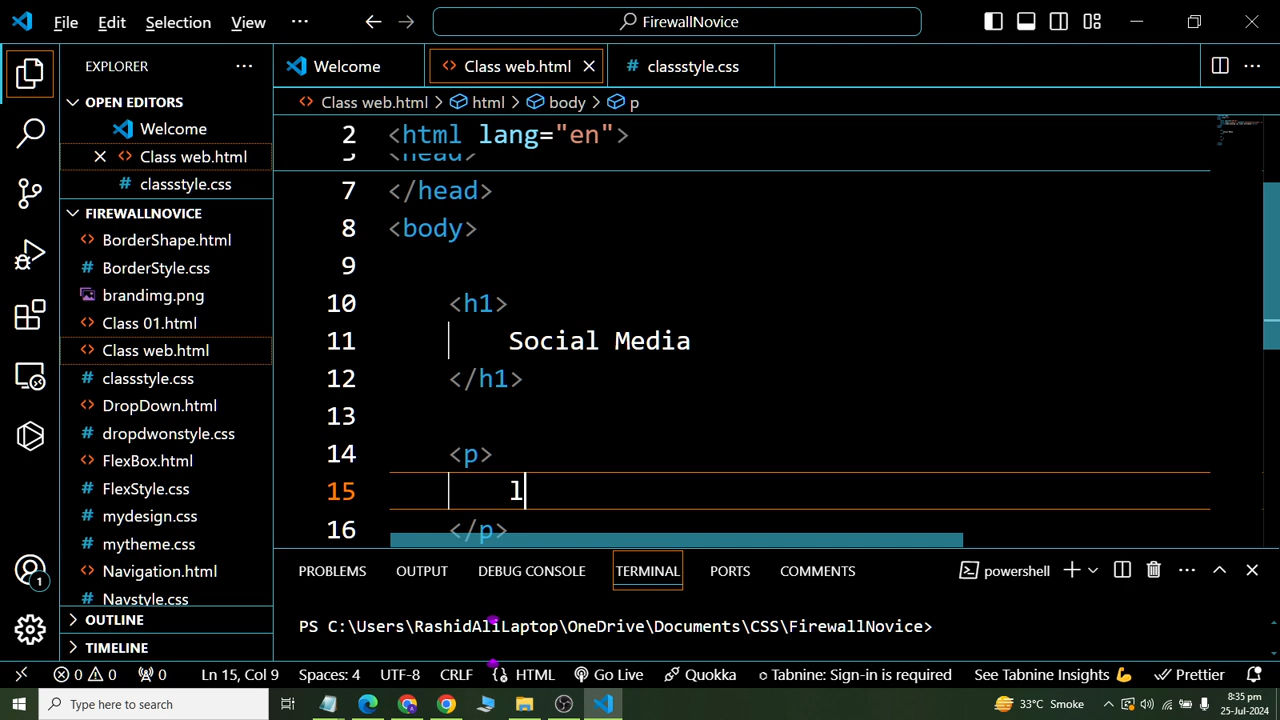 File Edit Selection View ··· FirewallNovice
EXPLORER ···
Welcome
Class web.html
classstyle.css
···
OPEN EDITORS
Welcome
Class web.html
classstyle.css
FIREWALLNOVICE
BorderShape.html
BorderStyle.css
brandimg.png
Class 01.html
Class web.html
classstyle.css
DropDown.html
dropdwonstyle.css
FlexBox.html
FlexStyle.css
mydesign.css
mytheme.css
Navigation.html
Navstyle.css
OUTLINE
TIMELINE
Class web.html > html > body > p
2 <html lang="en">
3 <head>
7 </head>
8 <body>
9
10 <h1>
11 Social Media
12 </h1>
13
14 <p>
15 l
16 </p>
PROBLEMS OUTPUT DEBUG CONSOLE TERMINAL PORTS COMMENTS powershell ···
PS C:\Users\RashidAliLaptop\OneDrive\Documents\CSS\FirewallNovice>
1
0 0 0 Ln 15, Col 9 Spaces: 4 UTF-8 CRLF {} HTML Go Live Quokka Tabnine: Sign-in is required See Tabnine Insights Prettier
Type here to search
33°C Smoke
8:35 pm
25-Jul-2024